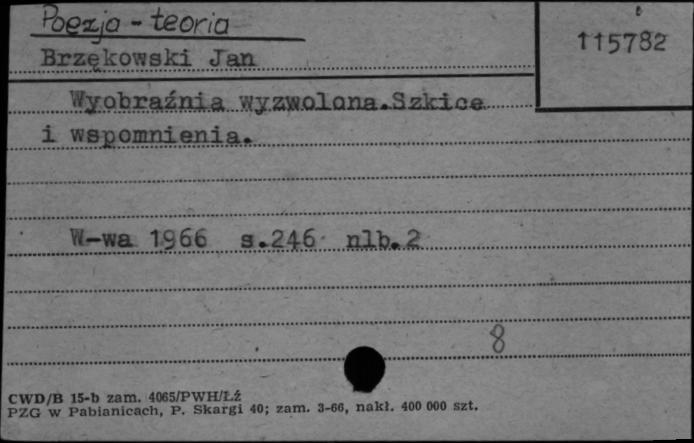 Poezja - teoria
115782
Brzękowski Jan
Wyobraźnia wyzwolona.Szkice
i wspomnienia.
W-wa 1966 s.246 nlb.2
8
CWD/B 15-b zam. 4065/PWH/Łź
PZG w Pabianicach, P. Skargi 40; zam. 3-66, nakł. 400 000 szt.